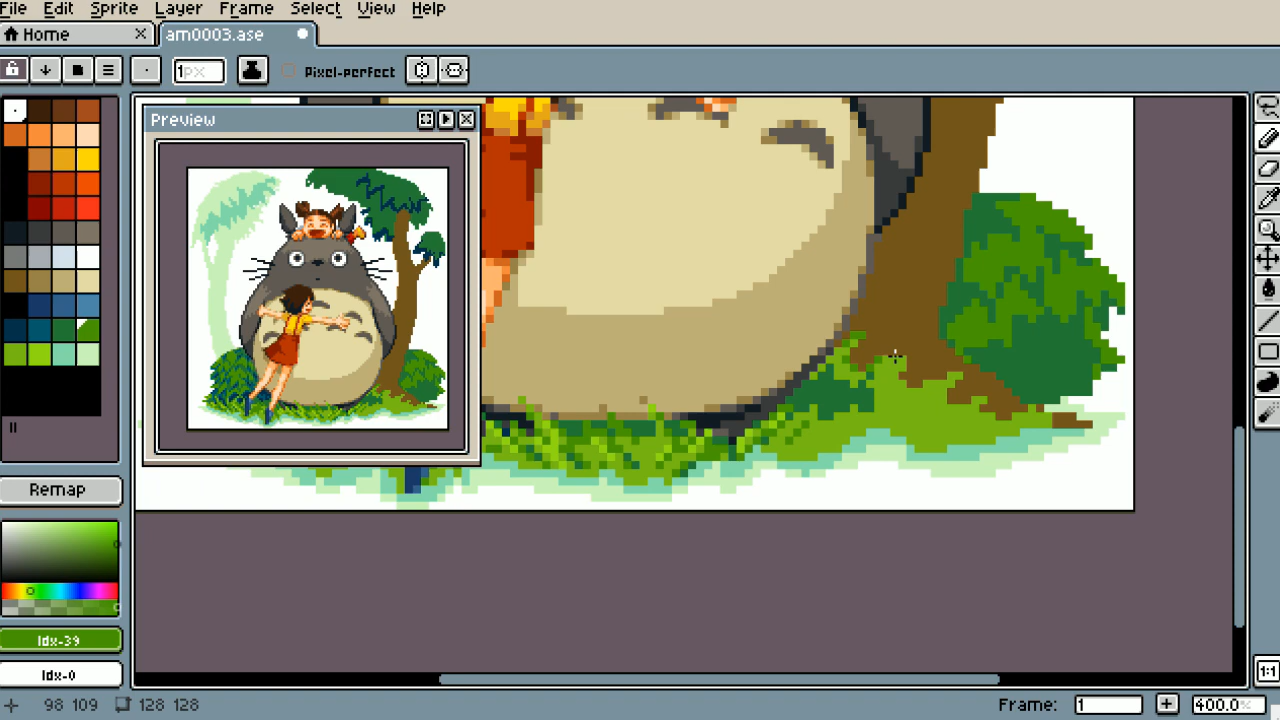 File Edit Sprite Layer Frame Select View Help
Home am0003.ase
1px Pixel-perfect
Preview
Remap
Idx-39
Idx-0
98 109 128 128 Frame: 1 400.0%
1:1